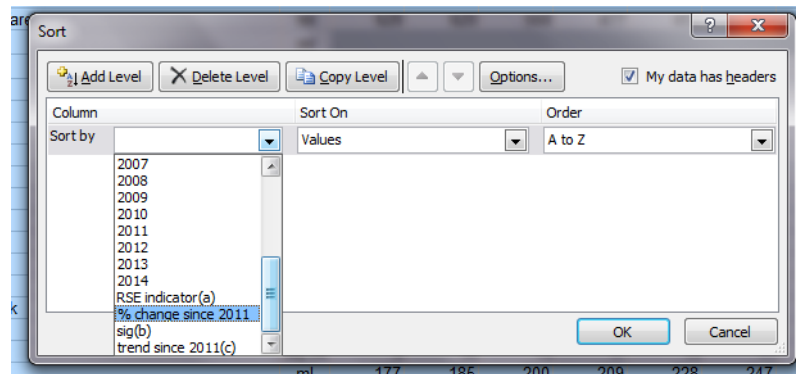 are
Sort
Add Level Delete Level Copy Level Options... My data has headers
Column Sort On Order
Sort by Values A to Z
2007
2008
2009
2010
2011
2012
2013
2014
RSE indicator(a)
% change since 2011
sig(b)
trend since 2011(c)
k
OK Cancel
ml 177 185 200 209 228 247